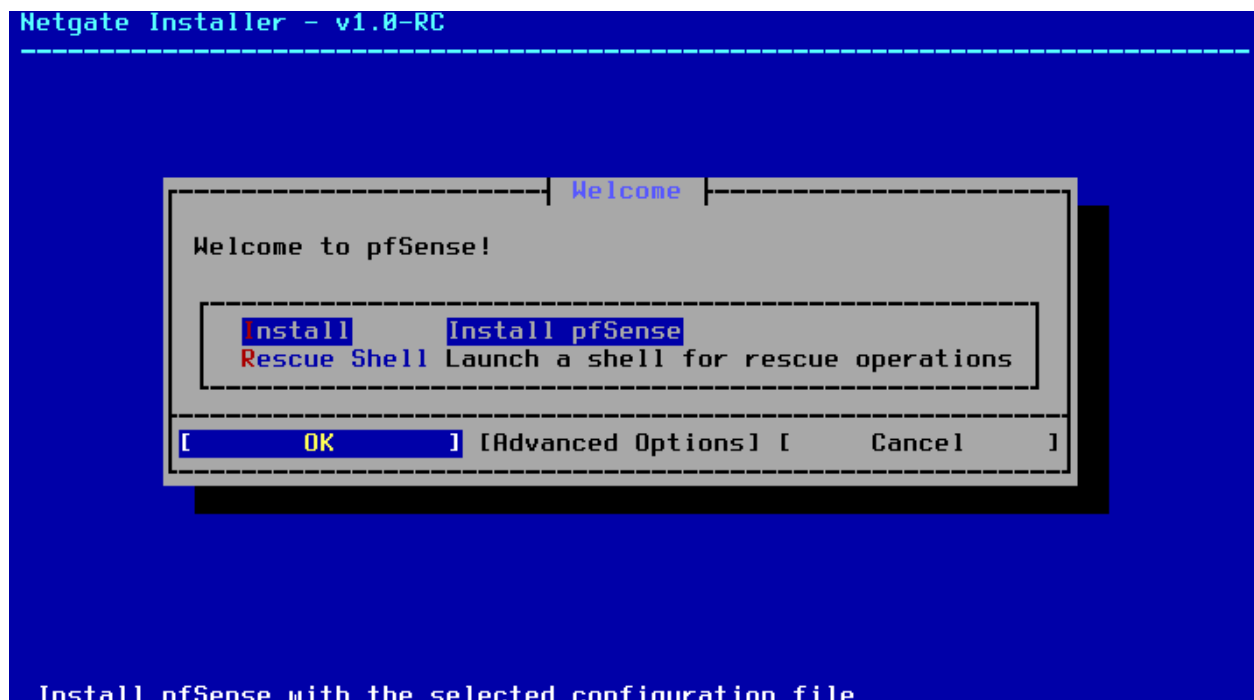 Netgate Installer - v1.0-RC
Welcome
Welcome to pfSense!
Install Install pfSense
Rescue Shell Launch a shell for rescue operations
[ OK ] [Advanced Options] [ Cancel ]
Install pfSense with the selected configuration file